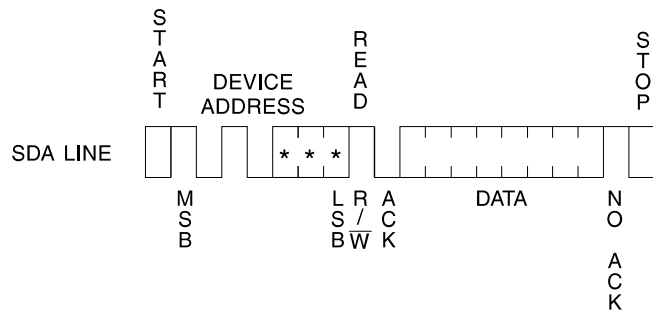 START
READ
STOP
DEVICE
ADDRESS
SDA LINE
* * *
MSB
LSB
R/W
ACK
DATA
NO ACK